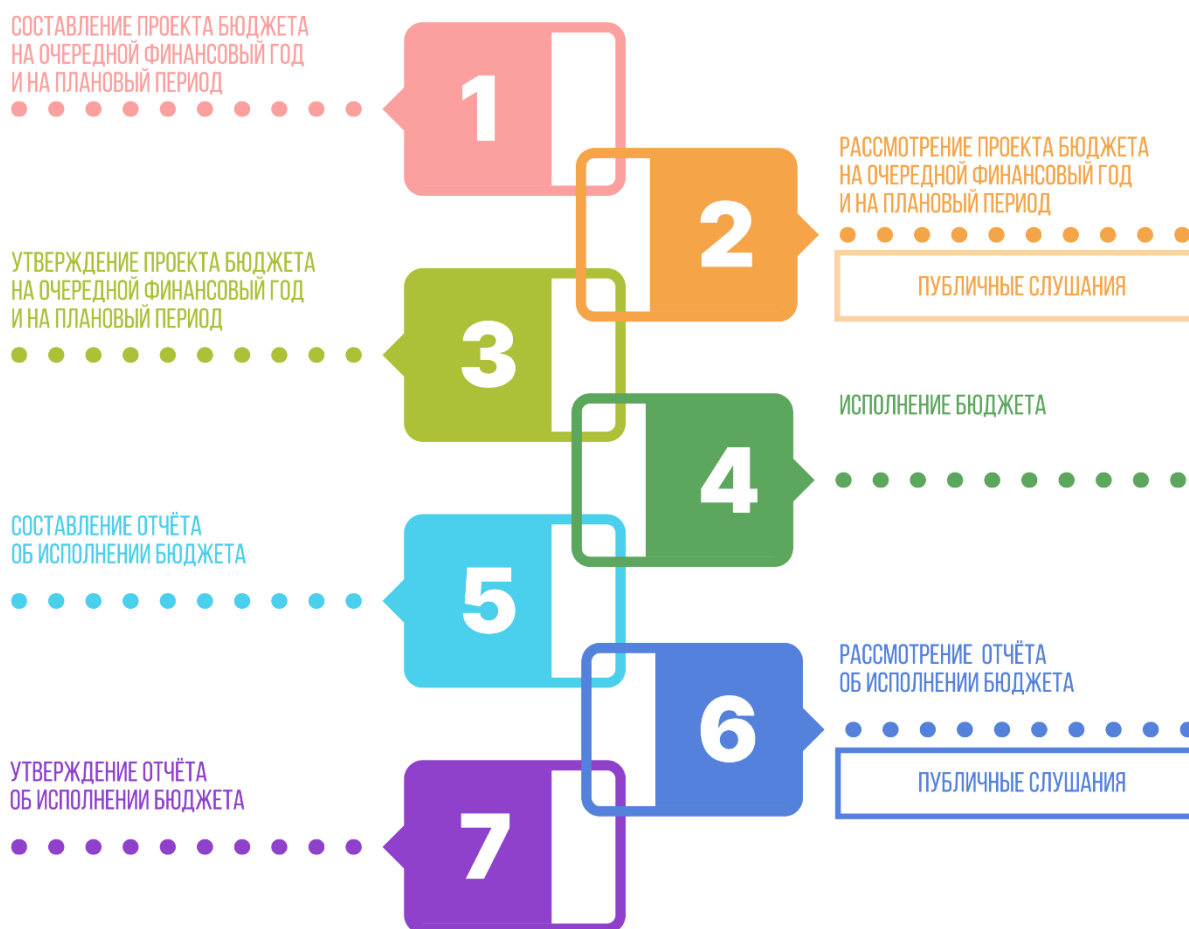 СОСТАВЛЕНИЕ ПРОЕКТА БЮДЖЕТА
НА ОЧЕРЕДНОЙ ФИНАНСОВЫЙ ГОД
И НА ПЛАНОВЫЙ ПЕРИОД
1
2
РАССМОТРЕНИЕ ПРОЕКТА БЮДЖЕТА
НА ОЧЕРЕДНОЙ ФИНАНСОВЫЙ ГОД
И НА ПЛАНОВЫЙ ПЕРИОД
ПУБЛИЧНЫЕ СЛУШАНИЯ
УТВЕРЖДЕНИЕ ПРОЕКТА БЮДЖЕТА
НА ОЧЕРЕДНОЙ ФИНАНСОВЫЙ ГОД
И НА ПЛАНОВЫЙ ПЕРИОД
3
4
ИСПОЛНЕНИЕ БЮДЖЕТА
СОСТАВЛЕНИЕ ОТЧЁТА
ОБ ИСПОЛНЕНИИ БЮДЖЕТА
5
6
РАССМОТРЕНИЕ ОТЧЁТА
ОБ ИСПОЛНЕНИИ БЮДЖЕТА
ПУБЛИЧНЫЕ СЛУШАНИЯ
УТВЕРЖДЕНИЕ ОТЧЁТА
ОБ ИСПОЛНЕНИИ БЮДЖЕТА
7